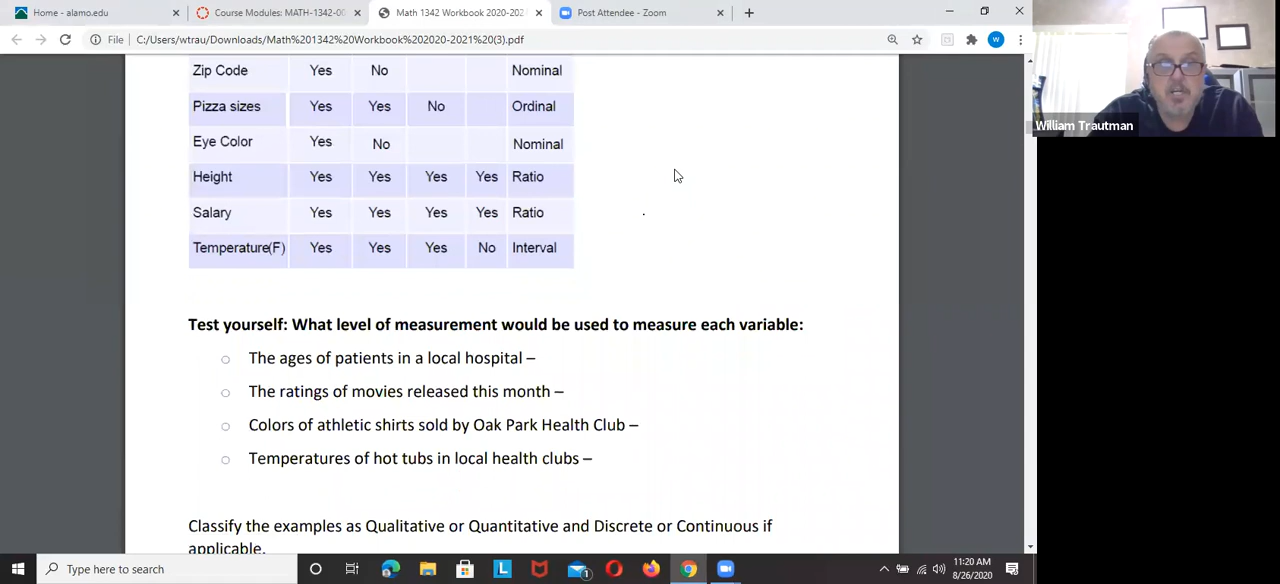 Home - alamo.edu
Course Modules: MATH-1342-00
Math 1342 Workbook 2020-202
Post Attendee - Zoom
File C:/Users/wtrau/Downloads/Math%201342%20Workbook%202020-2021%20(3).pdf
W
Zip Code Yes No Nominal
Pizza sizes Yes Yes No Ordinal
Eye Color Yes No Nominal
Height Yes Yes Yes Yes Ratio
Salary Yes Yes Yes Yes Ratio
Temperature(F) Yes Yes Yes No Interval
William Trautman
Test yourself: What level of measurement would be used to measure each variable:
The ages of patients in a local hospital –
The ratings of movies released this month –
Colors of athletic shirts sold by Oak Park Health Club –
Temperatures of hot tubs in local health clubs –
Classify the examples as Qualitative or Quantitative and Discrete or Continuous if
applicable.
Type here to search
L
1
11:20 AM
8/26/2020